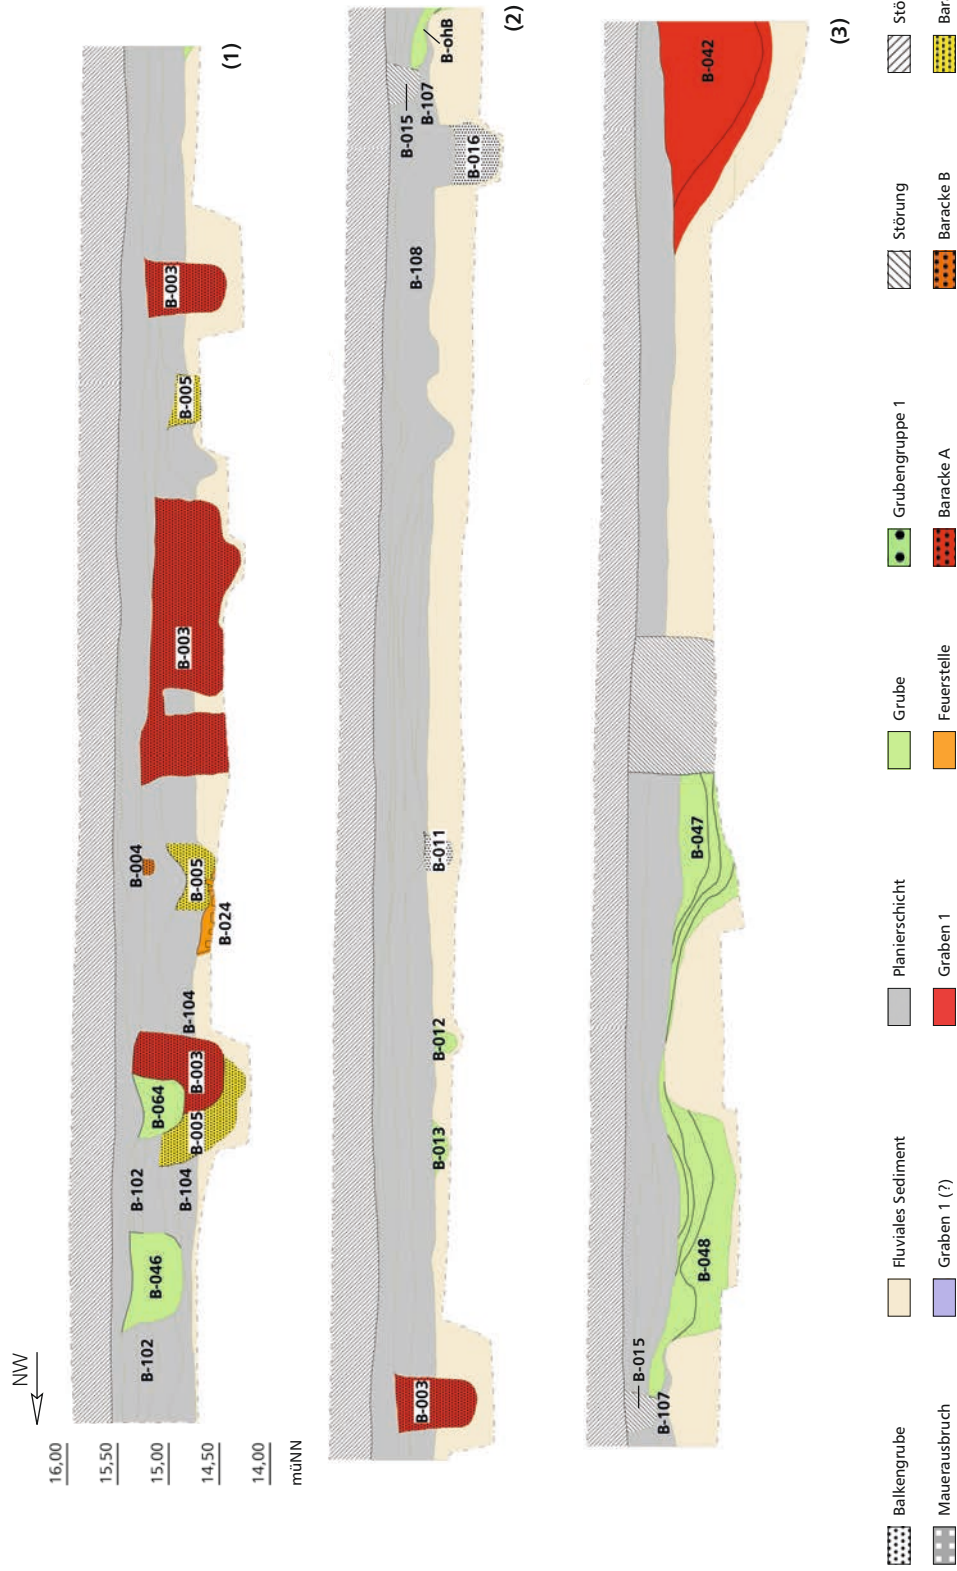 NW
16,00
15,50
15,00
14,50
14,00
müNN
B-102
B-046
B-102
B-104
B-064
B-005
B-003
B-104
B-024
B-005
B-004
B-003
B-005
B-003
(1)
B-003
B-013
B-012
B-011
B-108
B-016
B-015
B-107
B-ohB
(2)
B-107
B-015
B-048
B-047
B-042
(3)
Balkengrube
Fluviales Sediment
Planierschicht
Grube
Grubengruppe 1
Störung
Stö
Mauerausbruch
Graben 1 (?)
Graben 1
Feuerstelle
Baracke A
Baracke B
Bar